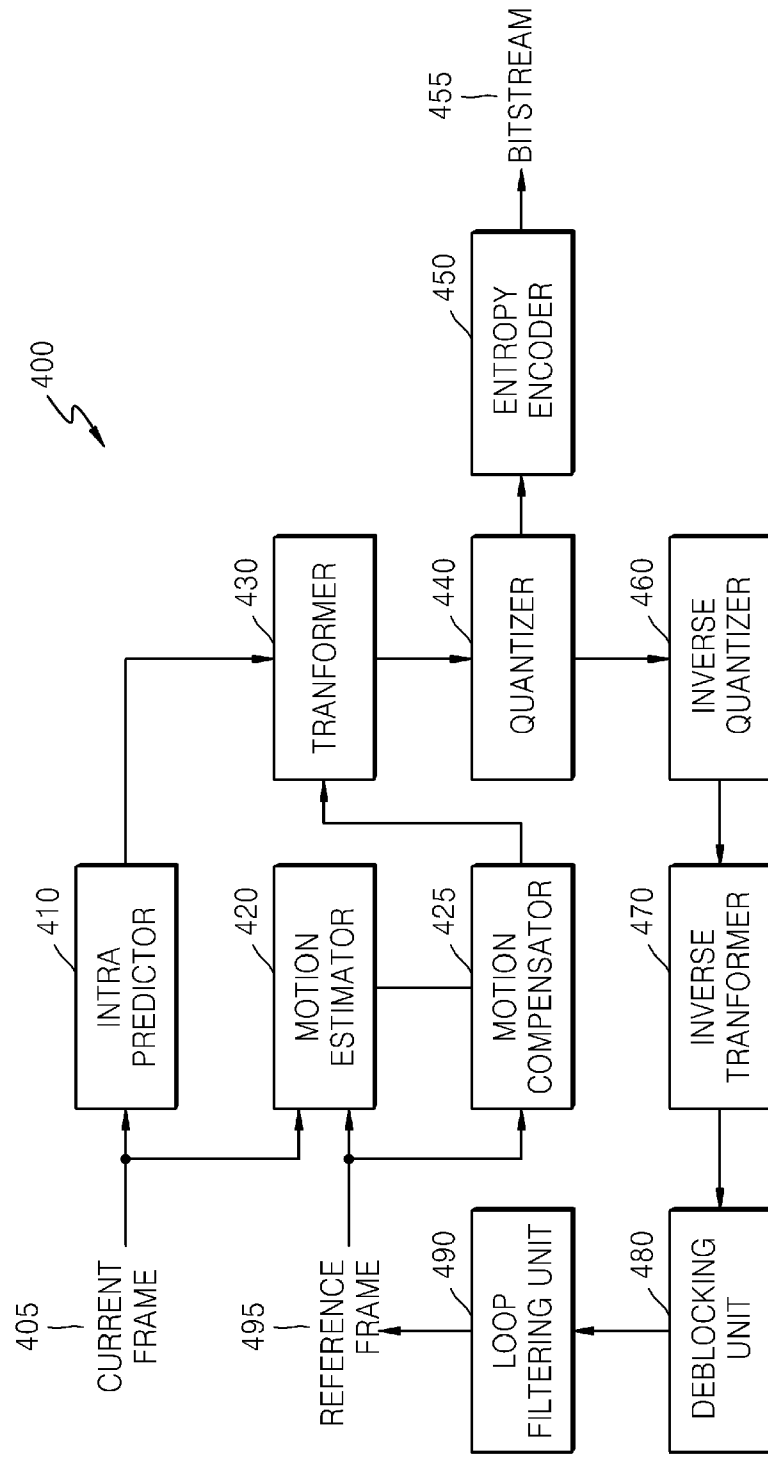 400
405
CURRENT
FRAME
410
INTRA
PREDICTOR
495
REFERENCE
FRAME
420
MOTION
ESTIMATOR
430
TRANFORMER
490
LOOP
FILTERING UNIT
425
MOTION
COMPENSATOR
440
QUANTIZER
450
ENTROPY
ENCODER
455
BITSTREAM
480
DEBLOCKING
UNIT
470
INVERSE
TRANFORMER
460
INVERSE
QUANTIZER